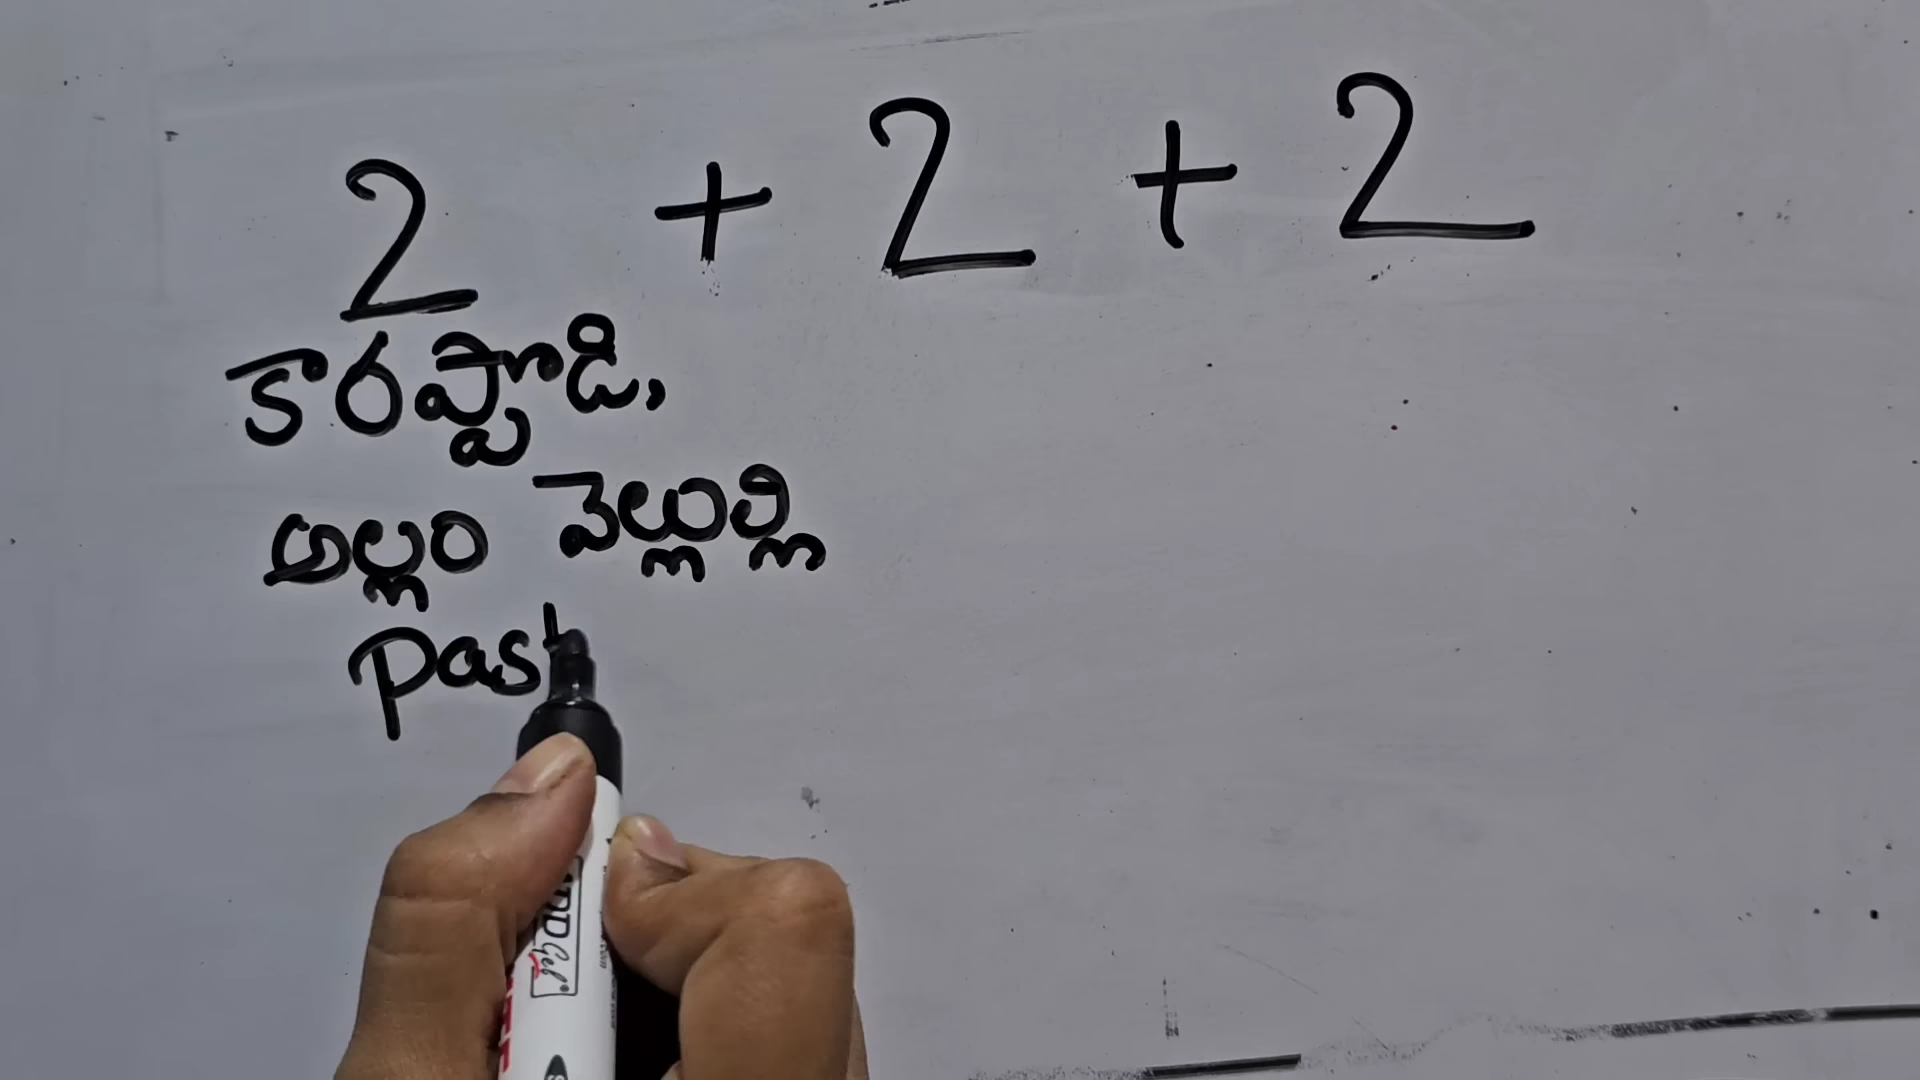 2 + 2 + 2
కారప్పొడి,
అల్లం వెల్లుల్లి
past